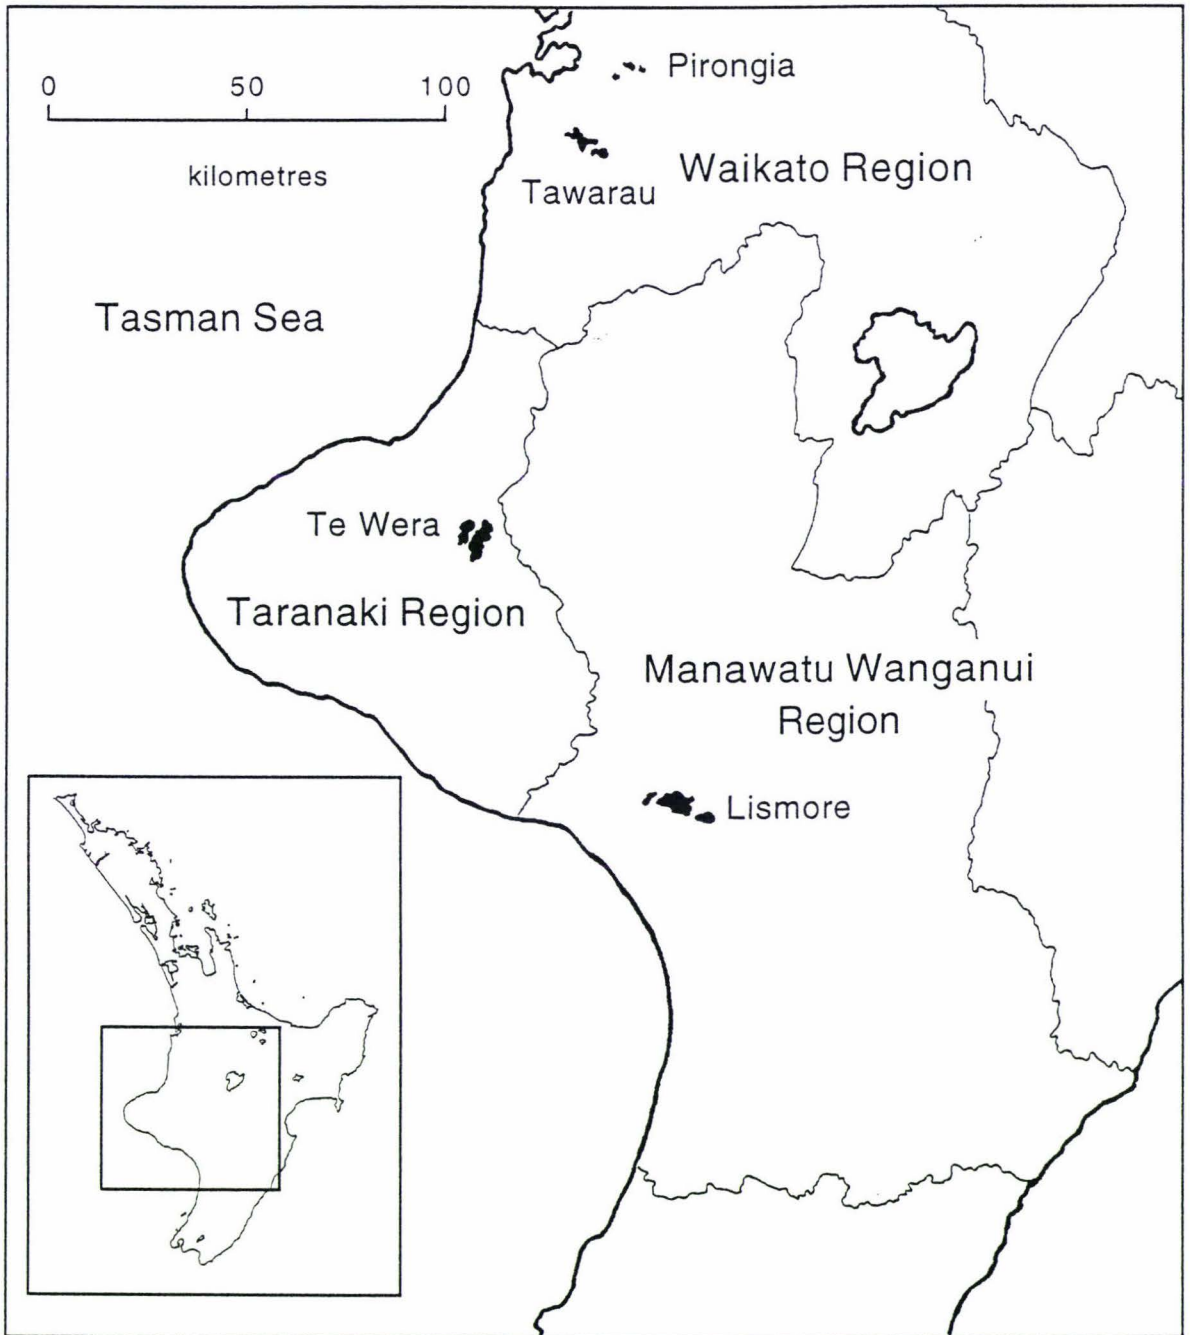 Pirongia
0 50 100
kilometres
Waikato Region
Tawarau
Tasman Sea
Te Wera
Taranaki Region
Manawatu Wanganui
Region
Lismore